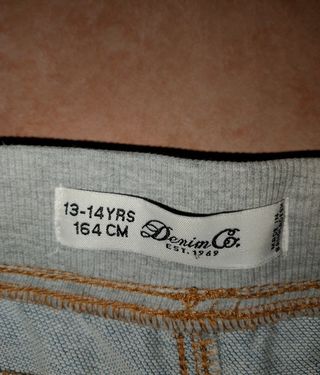 13-14YRS
164 CM
Denim Co.
EST. 1969